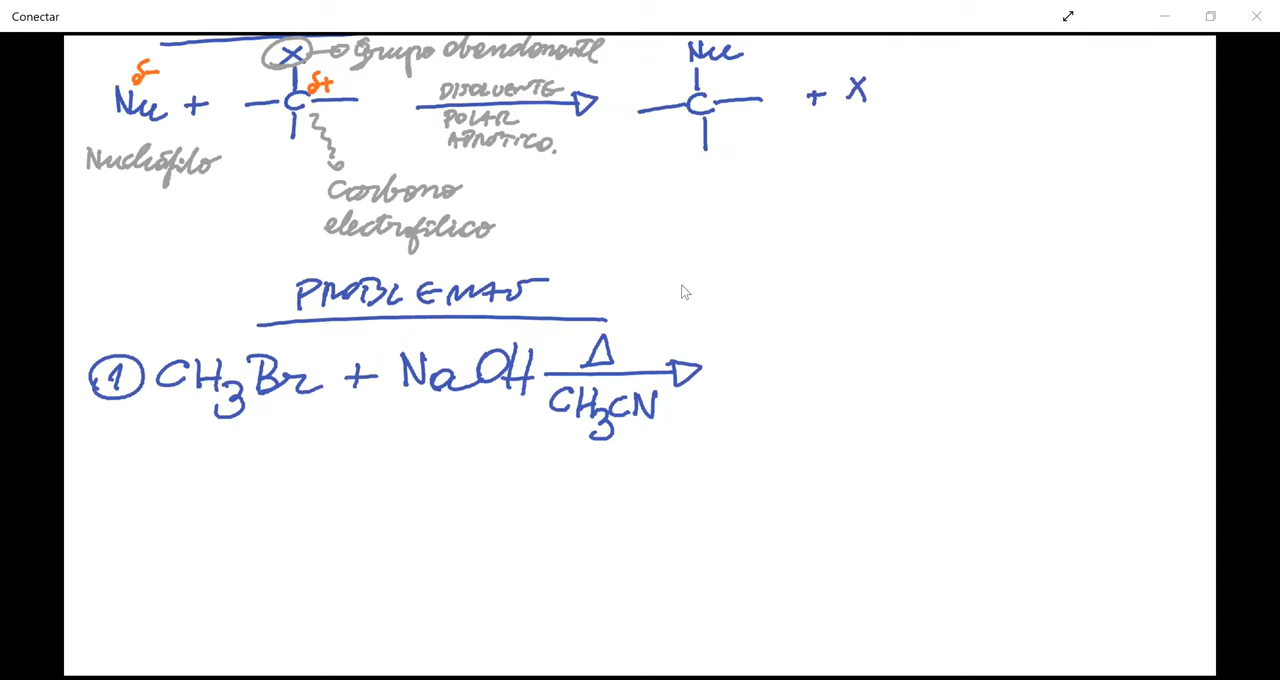 Conectar
X → Grupo abandonante
δ- δ+ Nu
Nu + — C — DISOLVENTE — C — + X
POLAR
APRÓTICO.
Nucleófilo
Carbono
electrofílico
PROBLEMAS
① CH₃Br + NaOH Δ
CH₃CN